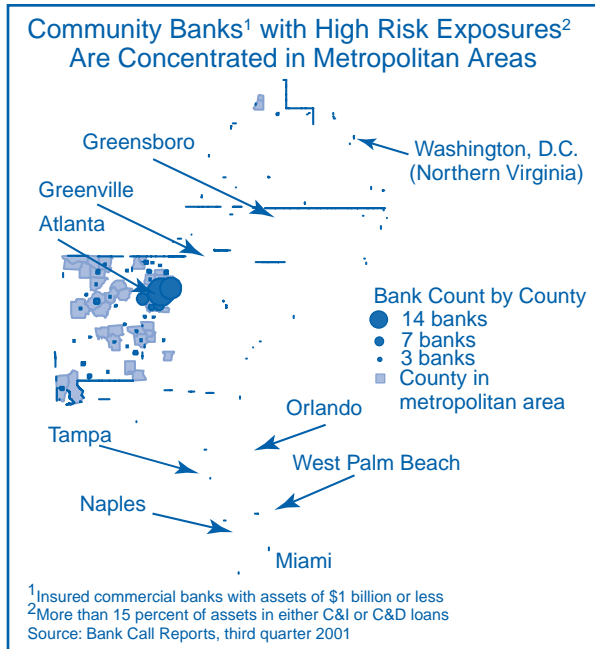 Community Banks¹ with High Risk Exposures²
Are Concentrated in Metropolitan Areas
Greensboro
Washington, D.C.
(Northern Virginia)
Greenville
Atlanta
Bank Count by County
14 banks
7 banks
3 banks
County in
metropolitan area
Orlando
Tampa
West Palm Beach
Naples
Miami
¹Insured commercial banks with assets of $1 billion or less
²More than 15 percent of assets in either C&I or C&D loans
Source: Bank Call Reports, third quarter 2001